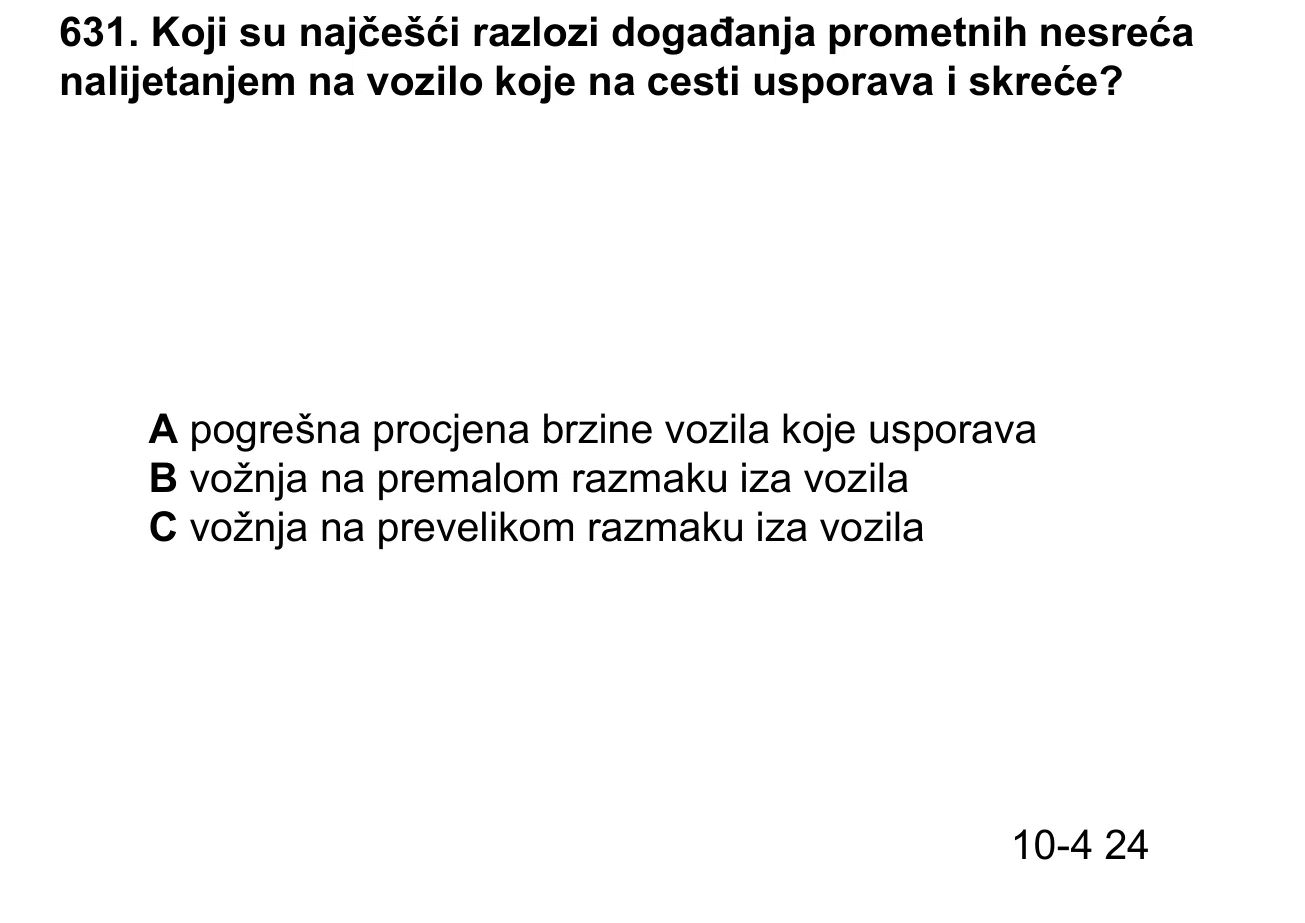 631. Koji su najčešći razlozi događanja prometnih nesreća
nalijetanjem na vozilo koje na cesti usporava i skreće?
A pogrešna procjena brzine vozila koje usporava
B vožnja na premalom razmaku iza vozila
C vožnja na prevelikom razmaku iza vozila
10-4 24